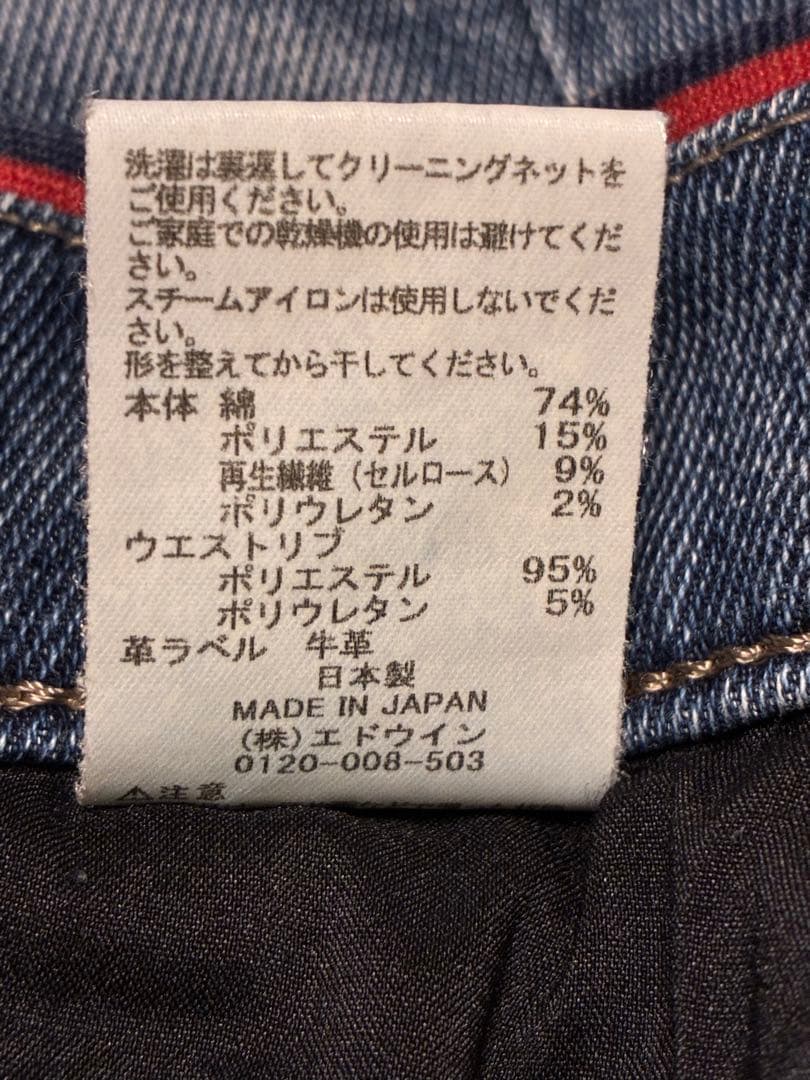 洗濯は裏返してクリーニングネットを
ご使用ください。
ご家庭での乾燥機の使用は避けてくだ
さい。
スチームアイロンは使用しないでくだ
さい。
形を整えてから干してください。
本体 綿 74%
ポリエステル 15%
再生繊維(セルロース) 9%
ポリウレタン 2%
ウエストリブ
ポリエステル 95%
ポリウレタン 5%
革ラベル 牛革
日本製
MADE IN JAPAN
(株)エドウイン
0120-008-503
⚠注意